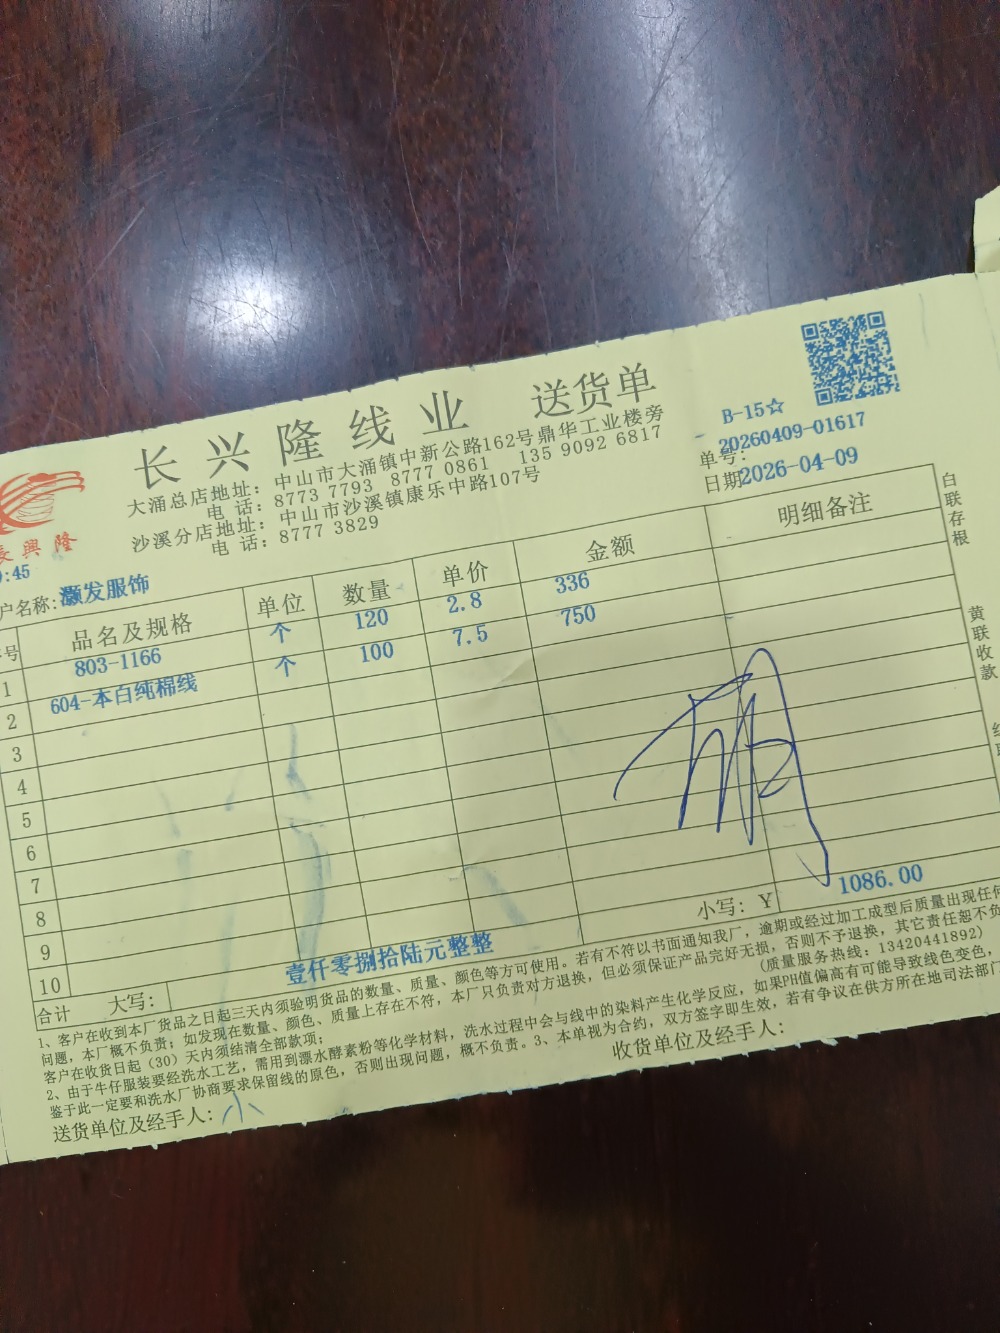 长兴隆线业 送货单
B-15☆
大涌总店地址：中山市大涌镇中新公路162号鼎华工业楼旁
电 话：8773 7793 8777 0861 135 9092 6817
沙溪分店地址：中山市沙溪镇康乐中路107号
电 话：8777 3829
单号：20260409-01617
日期2026-04-09
長興隆
:45
户名称：灏发服饰
号 品名及规格 单位 数量 单价 金额 明细备注
1 803-1166 个 120 2.8 336
2 604-本白纯棉线 个 100 7.5 750
3
4
5
6
7
8
9
10
合计 大写：壹仟零捌拾陆元整整 小写：Y 1086.00
1、客户在收到本厂货品之日起三天内须验明货品的数量、质量、颜色等方可使用。若有不符以书面通知我厂，逾期或经过加工成型后质量出现任何
问题，本厂概不负责；如发现在数量、颜色、质量上存在不符，本厂只负责对方退换，但必须保证产品完好无损，否则不予退换，其它责任恕不负
客户在收货日起（30）天内须结清全部款项；（质量服务热线：13420441892）
2、由于牛仔服装要经洗水工艺，需用到漂水酵素粉等化学材料，洗水过程中会与线中的染料产生化学反应，如果PH值偏高有可能导致线色变色，
鉴于此一定要和洗水厂协商要求保留线的原色，否则出现问题，概不负责。3、本单视为合约，双方签字即生效，若有争议在供方所在地司法部门
送货单位及经手人：小 收货单位及经手人：
白联存根
黄联收款